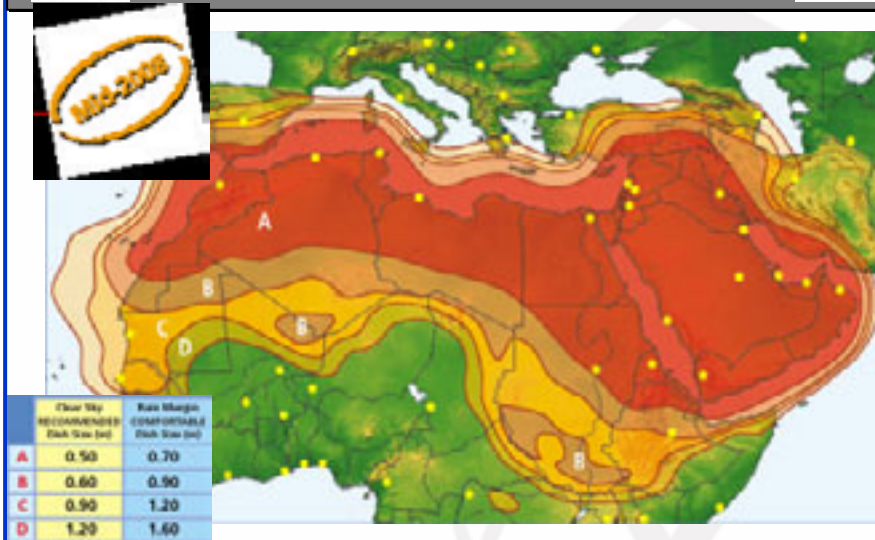 Mid-2008
A
B
C
B
D
B
Clear Sky Rain Margin
RECOMMENDED COMFORTABLE
Dish Size (m) Dish Size (m)
A 0.50 0.70
B 0.60 0.90
C 0.90 1.20
D 1.20 1.60